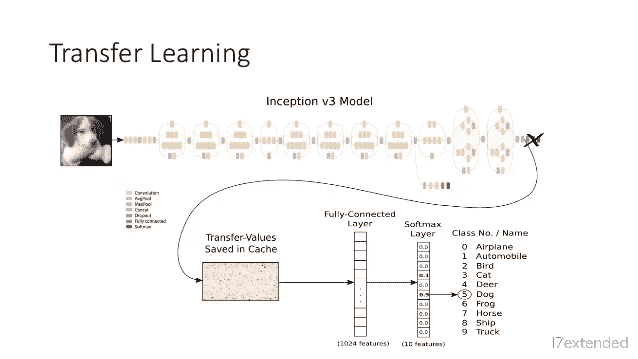 Transfer Learning
Inception v3 Model
Convolution
AvgPool
MaxPool
Concat
Dropout
Fully connected
Softmax
Transfer-Values
Saved in Cache
Fully-Connected
Layer
(1024 features)
Softmax
Layer
0.0
0.0
0.0
0.1
0.0
0.9
0.0
0.0
0.0
0.0
(10 features)
Class No. / Name
0 Airplane
1 Automobile
2 Bird
3 Cat
4 Deer
5 Dog
6 Frog
7 Horse
8 Ship
9 Truck
l7extended